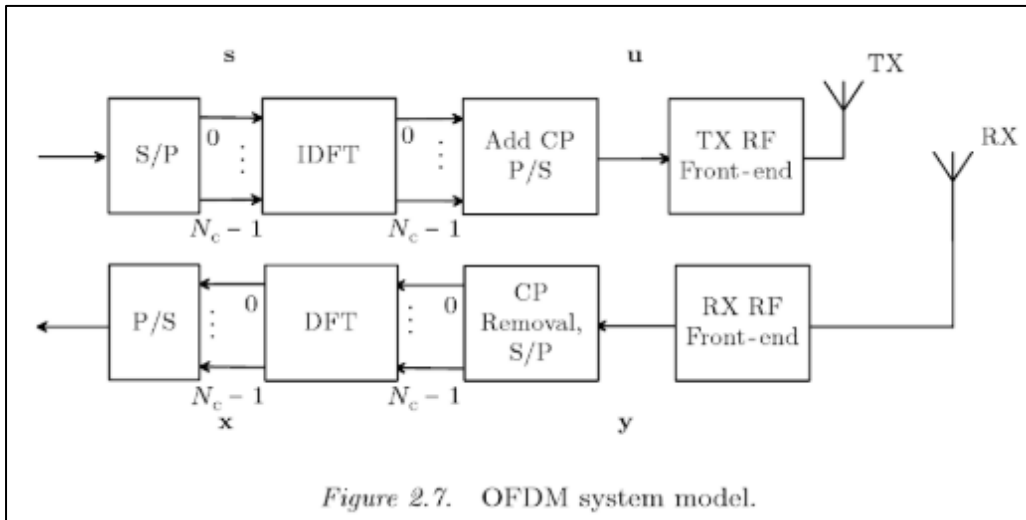 s
u
TX
RX
S/P
0
⋮
N_c – 1
IDFT
0
⋮
N_c – 1
Add CP
P/S
TX RF
Front-end
P/S
0
⋮
N_c – 1
DFT
0
⋮
N_c – 1
CP
Removal,
S/P
RX RF
Front-end
x
y
Figure 2.7. OFDM system model.